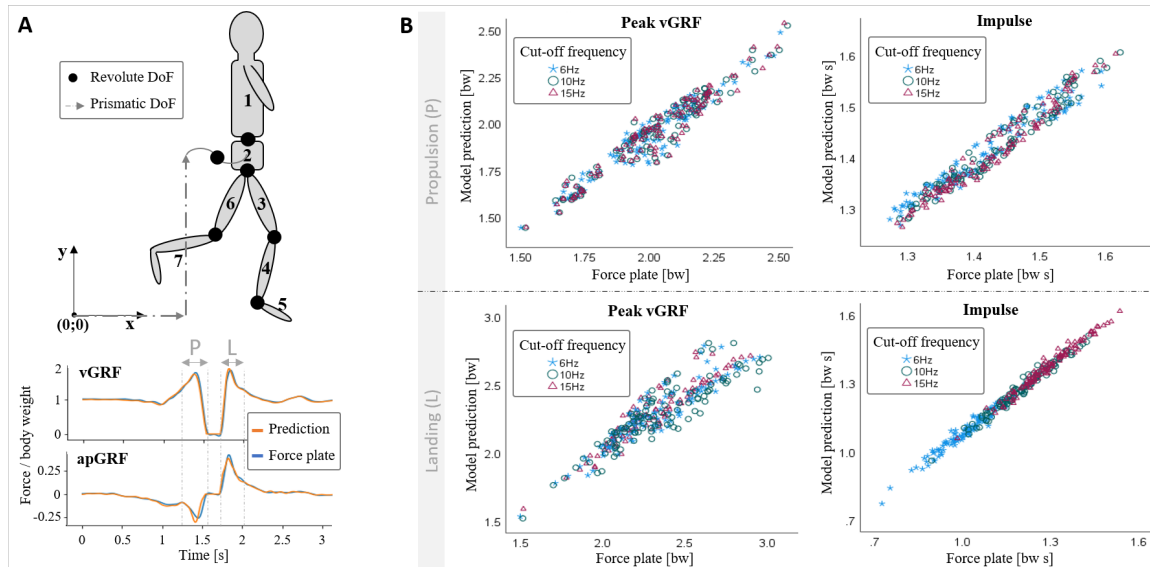 A
Revolute DoF
Prismatic DoF
1
2
6
3
4
7
5
y
(0;0)
x
P
L
vGRF
2
1
0
Prediction
Force plate
apGRF
0.25
0
-0.25
Force / body weight
0
0.5
1
1.5
2
2.5
3
Time [s]
B
Propulsion (P)
Peak vGRF
Cut-off frequency
6Hz
10Hz
15Hz
2.50
2.25
2.00
1.75
1.50
Model prediction [bw]
1.50
1.75
2.00
2.25
2.50
Force plate [bw]
Impulse
Cut-off frequency
6Hz
10Hz
15Hz
1.6
1.5
1.4
1.3
Model prediction [bw s]
1.3
1.4
1.5
1.6
Force plate [bw s]
Landing (L)
Peak vGRF
Cut-off frequency
6Hz
10Hz
15Hz
3.0
2.5
2.0
1.5
Model prediction [bw]
1.5
2.0
2.5
3.0
Force plate [bw]
Impulse
Cut-off frequency
6Hz
10Hz
15Hz
1.6
1.3
1.0
.7
Model prediction [bw s]
.7
1.0
1.3
1.6
Force plate [bw s]